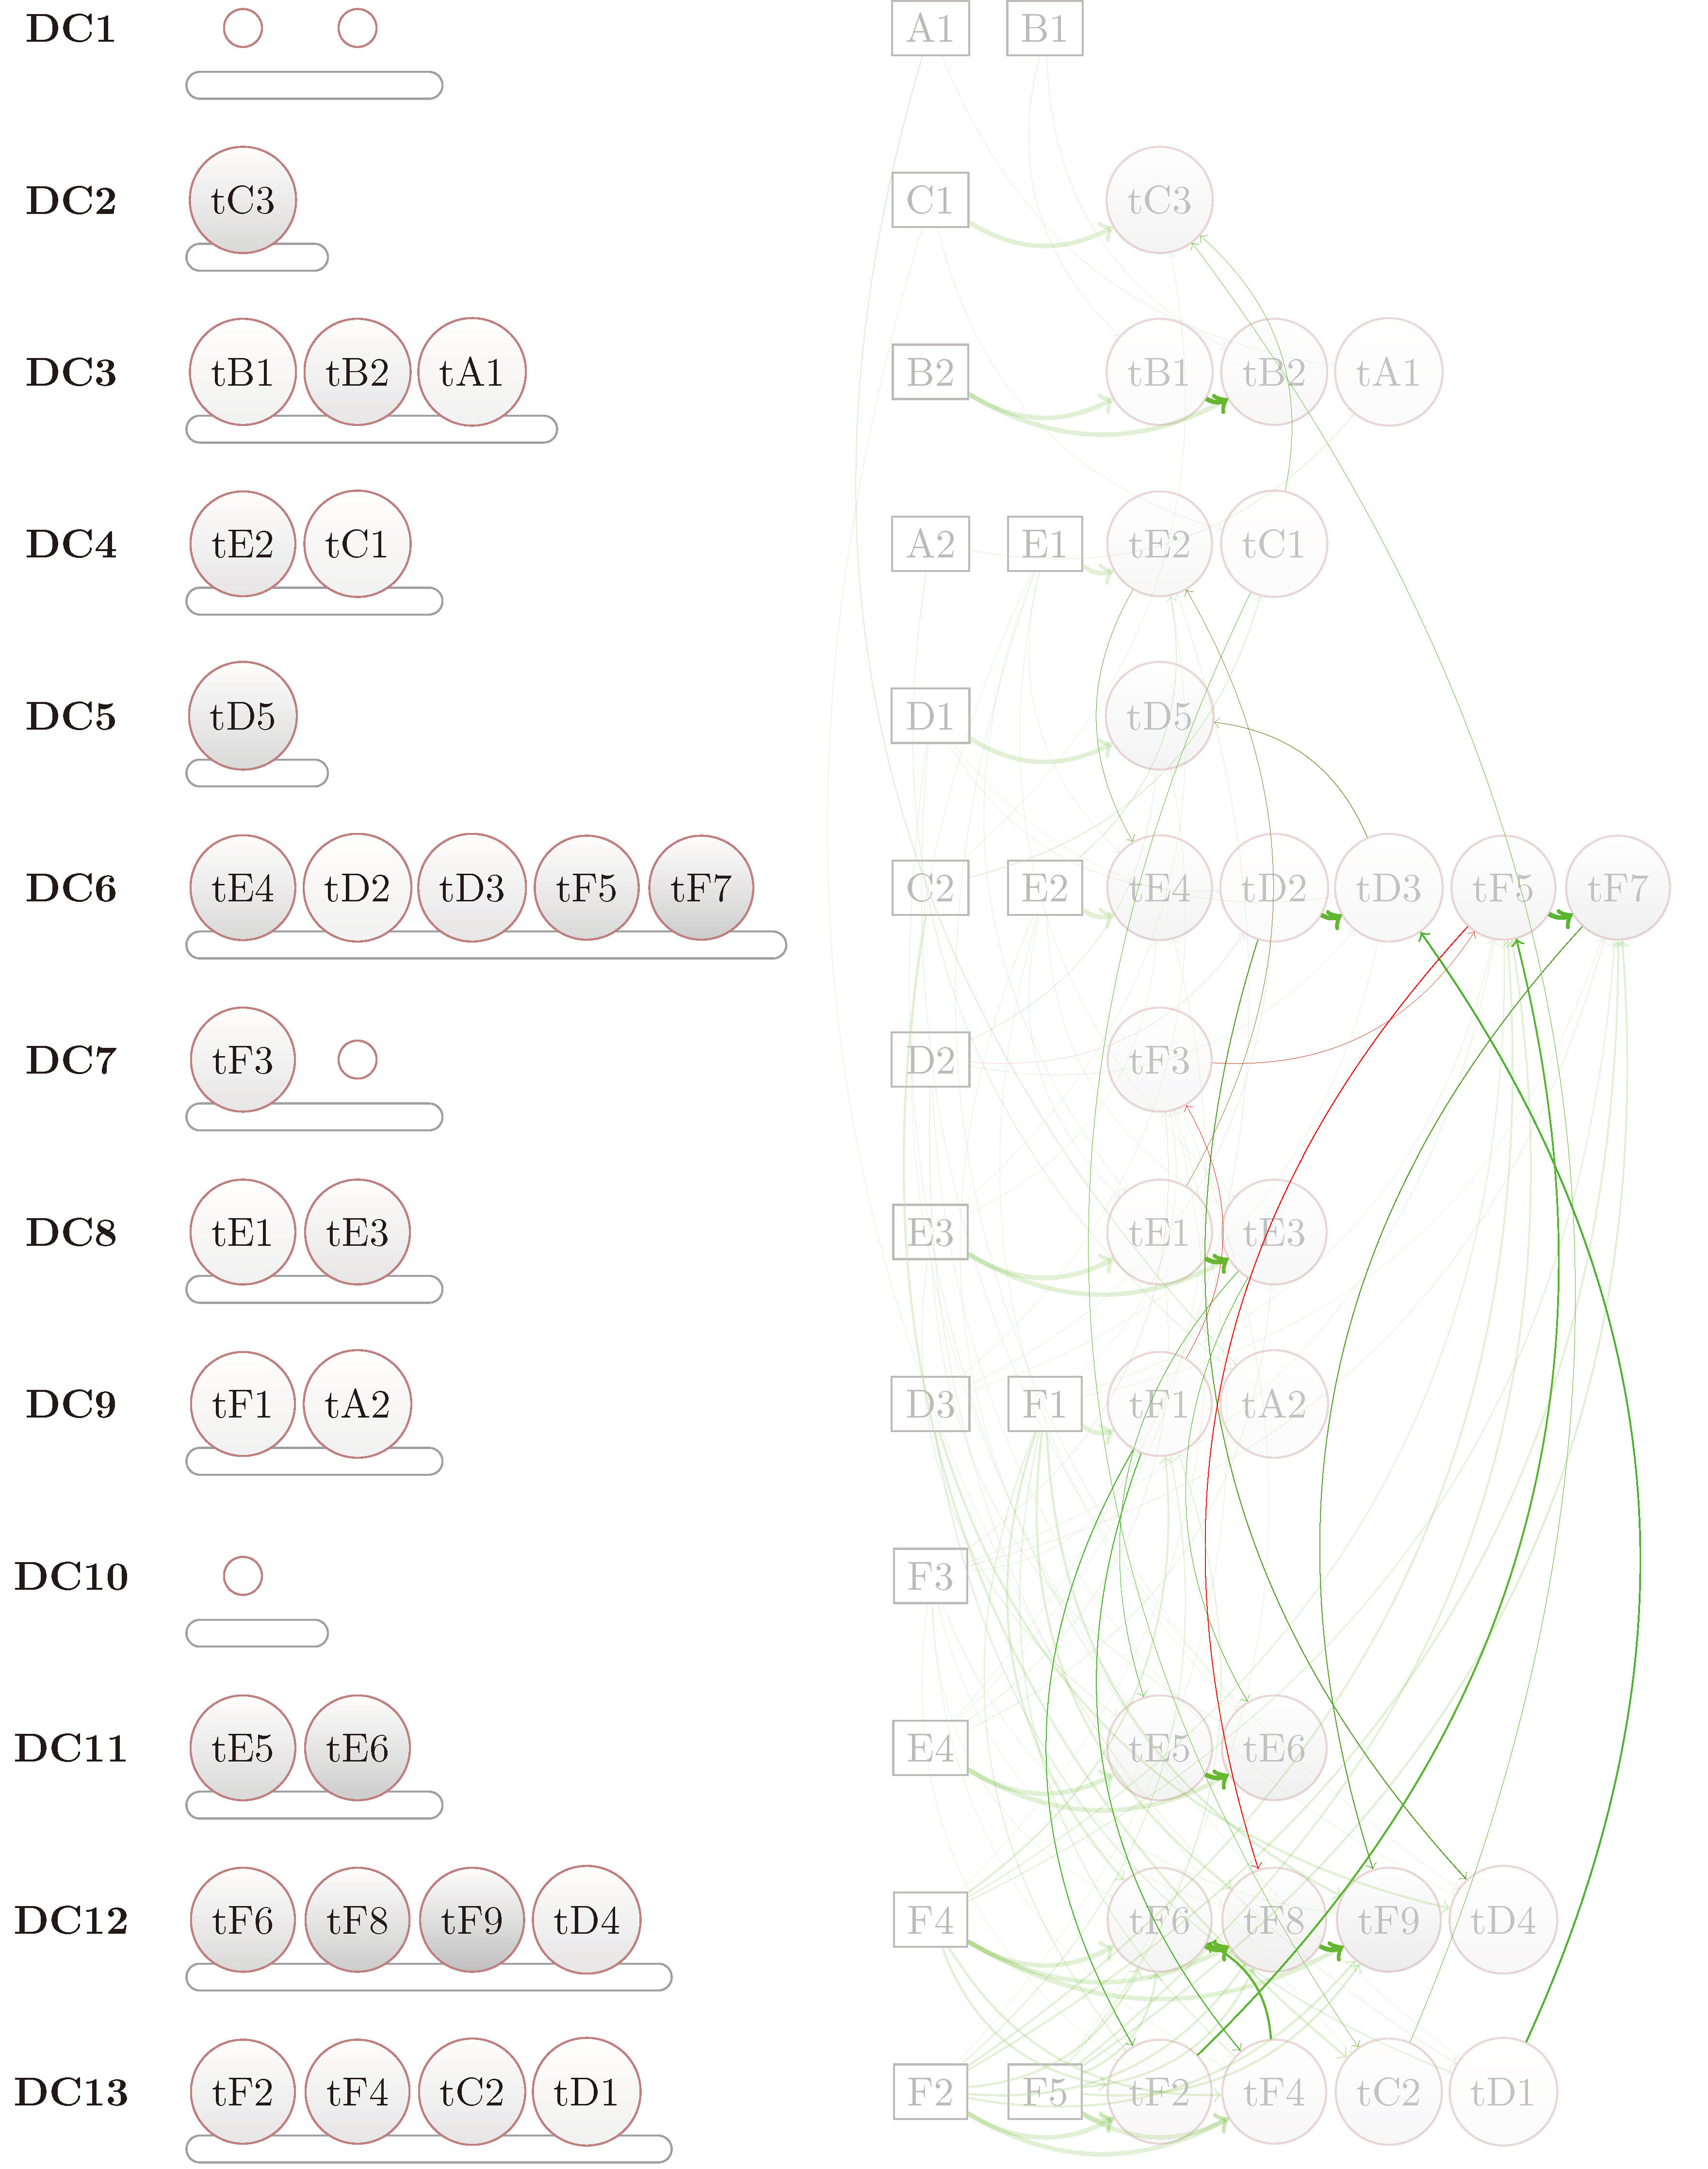 DC1 A1 B1
DC2 tC3 C1 tC3
DC3 tB1 tB2 tA1 B2 tB1 tB2 tA1
DC4 tE2 tC1 A2 E1 tE2 tC1
DC5 tD5 D1 tD5
DC6 tE4 tD2 tD3 tF5 tF7 C2 E2 tE4 tD2 tD3 tF5 tF7
DC7 tF3 D2 tF3
DC8 tE1 tE3 E3 tE1 tE3
DC9 tF1 tA2 D3 F1 tF1 tA2
DC10 F3
DC11 tE5 tE6 E4 tE5 tE6
DC12 tF6 tF8 tF9 tD4 F4 tF6 tF8 tF9 tD4
DC13 tF2 tF4 tC2 tD1 F2 F5 tF2 tF4 tC2 tD1